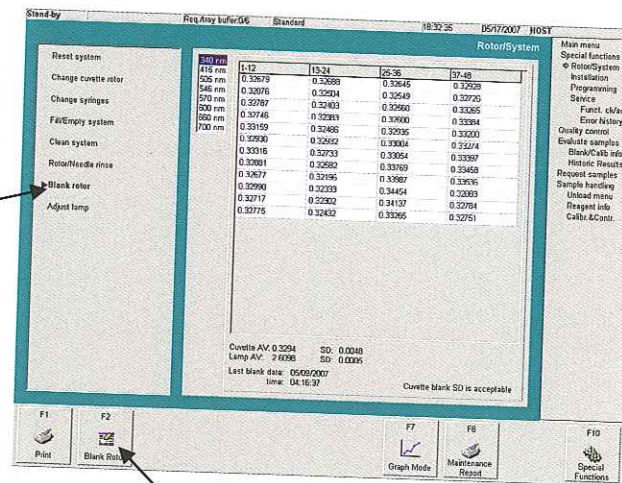 Stand-by Req.Assy buffer:0/6 Standard 18:32:35 05/17/2007 HOST
Rotor/System
Reset system
Change cuvette rotor
Change syringes
Fill/Empty system
Clean system
Rotor/Needle rinse
Blank rotor
Adjust lamp
340 nm
415 nm
505 nm
546 nm
570 nm
600 nm
660 nm
700 nm
1-12 13-24 25-36 37-48
0.32679 0.32688 0.32645 0.32928
0.32076 0.32504 0.32549 0.32726
0.32787 0.32403 0.32660 0.33265
0.32746 0.32383 0.32600 0.33384
0.33159 0.32486 0.32935 0.33200
0.32930 0.32932 0.33004 0.33274
0.33316 0.32733 0.33054 0.33397
0.32881 0.32582 0.33769 0.33458
0.32677 0.32196 0.33987 0.33536
0.32990 0.32333 0.34454 0.32883
0.32717 0.32302 0.34137 0.32784
0.32775 0.32432 0.33265 0.32751
Cuvette AV: 0.3294 SD: 0.0048
Lamp AV: 2.6098 SD: 0.0005
Last blank date: 05/09/2007
time: 04:16:37
Cuvette blank SD is acceptable
Main menu
Special functions
Rotor/System
Installation
Programming
Service
Funct. ck/ad
Error history
Quality control
Evaluate samples
Blank/Calib info
Historic Results
Request samples
Sample handling
Unload menu
Reagent info
Calibr.&Contr.
F1
Print
F2
Blank Rotor
F7
Graph Mode
F8
Maintenance
Report
F10
Special
Functions